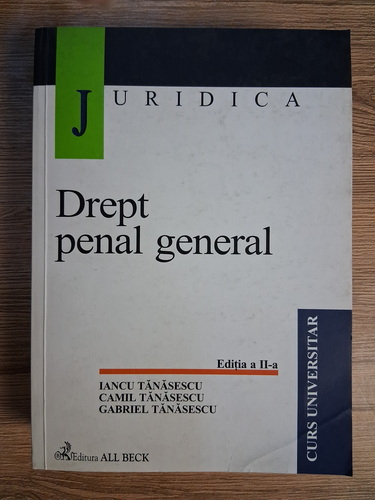 JURIDICA
Drept
penal general
Ediția a II-a
IANCU TĂNĂSESCU
CAMIL TĂNĂSESCU
GABRIEL TĂNĂSESCU
CURS UNIVERSITAR
Editura ALL BECK